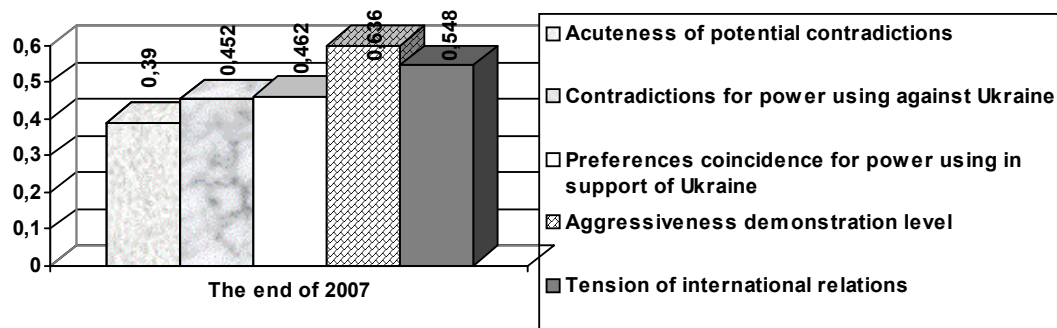 0,6
0,5
0,4
0,3
0,2
0,1
0
0,39
0,452
0,462
0,636
0,548
The end of 2007
Acuteness of potential contradictions
Contradictions for power using against Ukraine
Preferences coincidence for power using in
support of Ukraine
Aggressiveness demonstration level
Tension of international relations